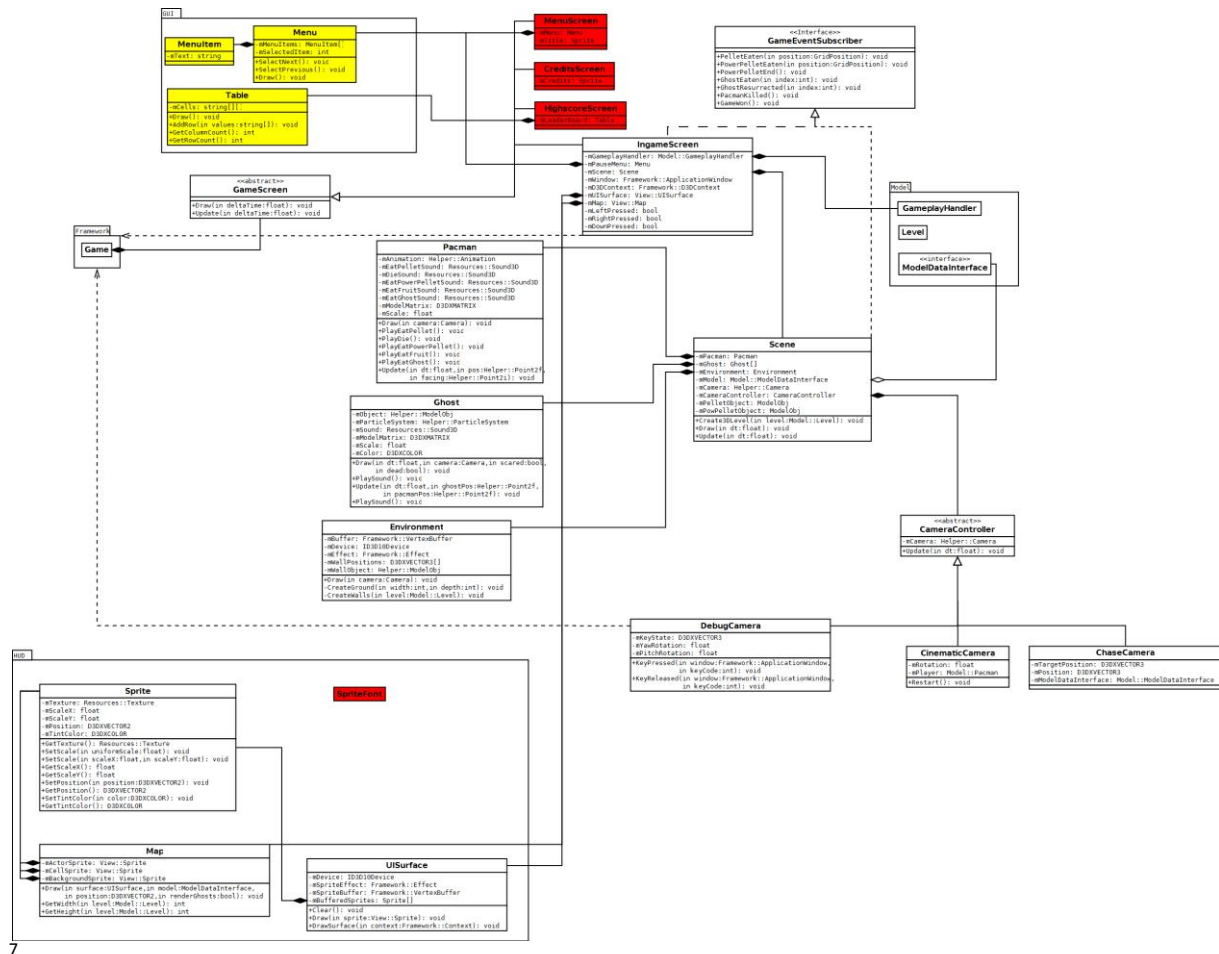 GUI
Menu
-mMenuItems: MenuItem[]
-mSelectedItem: int
+SelectNext(): voic
+SelectPrevious(): void
+Draw(): void
MenuItem
-mText: string
Table
-mCells: string[][]
+Draw(): void
+AddRow(in values:string[]): void
+GetColumnCount(): int
+GetRowCount(): int
MenuScreen
-mMenu: Menu
-mTitle: Sprite
CreditsScreen
-mCredits: Sprite
HighscoreScreen
-mLeaderBoard: Table
<<Interface>>
GameEventSubscriber
+PelletEaten(in position:GridPosition): void
+PowerPelletEaten(in position:GridPosition): void
+PowerPelletEnd(): void
+GhostEaten(in index:int): void
+GhostResurrected(in index:int): void
+PacmanKilled(): void
+GameWon(): void
IngameScreen
-mGameplayHandler: Model::GameplayHandler
-mPauseMenu: Menu
-mScene: Scene
-mWindow: Framework::ApplicationWindow
-mD3DContext: Framework::D3DContext
-mUISurface: View::UISurface
-mMap: View::Map
-mLeftPressed: bool
-mRightPressed: bool
-mDownPressed: bool
<<abstract>>
GameScreen
+Draw(in deltaTime:float): void
+Update(in deltaTime:float): void
Framework
Game
Model
GameplayHandler
Level
<<interface>>
ModelDataInterface
Pacman
-mAnimation: Helper::Animation
-mEatPelletSound: Resources::Sound3D
-mDieSound: Resources::Sound3D
-mEatPowerPelletSound: Resources::Sound3D
-mEatFruitSound: Resources::Sound3D
-mEatGhostSound: Resources::Sound3D
-mModelMatrix: D3DXMATRIX
-mScale: float
+Draw(in camera:Camera): void
+PlayEatPellet(): voic
+PlayDie(): void
+PlayEatPowerPellet(): void
+PlayEatFruit(): voic
+PlayEatGhost(): voic
+Update(in dt:float,in pos:Helper::Point2f,
in facing:Helper::Point2i): void
Scene
-mPacman: Pacman
-mGhost: Ghost[]
-mEnvironment: Environment
-mModel: Model::ModelDataInterface
-mCamera: Helper::Camera
-mCameraController: CameraController
-mPelletObject: ModelObj
-mPowPelletObject: ModelObj
+Create3DLevel(in level:Model::Level): void
+Draw(dt:float): void
+Update(in dt:float): void
Ghost
-mObject: Helper::ModelObj
-mParticleSystem: Helper::ParticleSystem
-mSound: Resources::Sound3D
-mModelMatrix: D3DXMATRIX
-mScale: float
-mColor: D3DXCOLOR
+Draw(in dt:float,in camera:Camera,in scared:bool,
in dead:bool): void
+PlaySound(): voic
+Update(in dt:float,in ghostPos:Helper::Point2f,
in pacmanPos:Helper::Point2f): void
+PlaySound(): voic
Environment
-mBuffer: Framework::VertexBuffer
-mDevice: ID3D10Device
-mEffect: Framework::Effect
-mWallPositions: D3DXVECTOR3[]
-mWallObject: Helper::ModelObj
+Draw(in camera:Camera): void
-CreateGround(in width:int,in depth:int): void
-CreateWalls(in level:Model::Level): void
<<abstract>>
CameraController
-mCamera: Helper::Camera
+Update(in dt:float): void
DebugCamera
-mKeyState: D3DXVECTOR3
-mYawRotation: float
-mPitchRotation: float
+KeyPressed(in window:Framework::ApplicationWindow,
in keyCode:int): void
+KeyReleased(in window:Framework::ApplicationWindow,
in keyCode:int): void
CinematicCamera
-mRotation: float
-mPlayer: Model::Pacman
+Restart(): void
ChaseCamera
-mTargetPosition: D3DXVECTOR3
-mPosition: D3DXVECTOR3
-mModelDataInterface: Model::ModelDataInterface
HUD
Sprite
-mTexture: Resources::Texture
-mScaleX: float
-mScaleY: float
-mPosition: D3DXVECTOR2
-mTintColor: D3DXCOLOR
+GetTexture(): Resources::Texture
+SetScale(in uniformScale:float): void
+SetScale(in scaleX:float,in scaleY:float): void
+GetScaleX(): float
+GetScaleY(): float
+SetPosition(in position:D3DXVECTOR2): void
+GetPosition(): D3DXVECTOR2
+SetTintColor(in color:D3DXCOLOR): void
+GetTintColor(): D3DXCOLOR
SpriteFont
Map
-mActorSprite: View::Sprite
-mCellSprite: View::Sprite
-mBackgroundSprite: View::Sprite
+Draw(in surface:UISurface,in model:ModelDataInterface,
in position:D3DXVECTOR2,in renderGhosts:bool): void
+GetWidth(in level:Model::Level): int
+GetHeight(in level:Model::Level): int
UISurface
-mDevice: ID3D10Device
-mSpriteEffect: Framework::Effect
-mSpriteBuffer: Framework::VertexBuffer
-mBufferedSprites: Sprite[]
+Clear(): void
+Draw(in sprite:View::Sprite): void
+DrawSurface(in context:Framework::Context): void
7